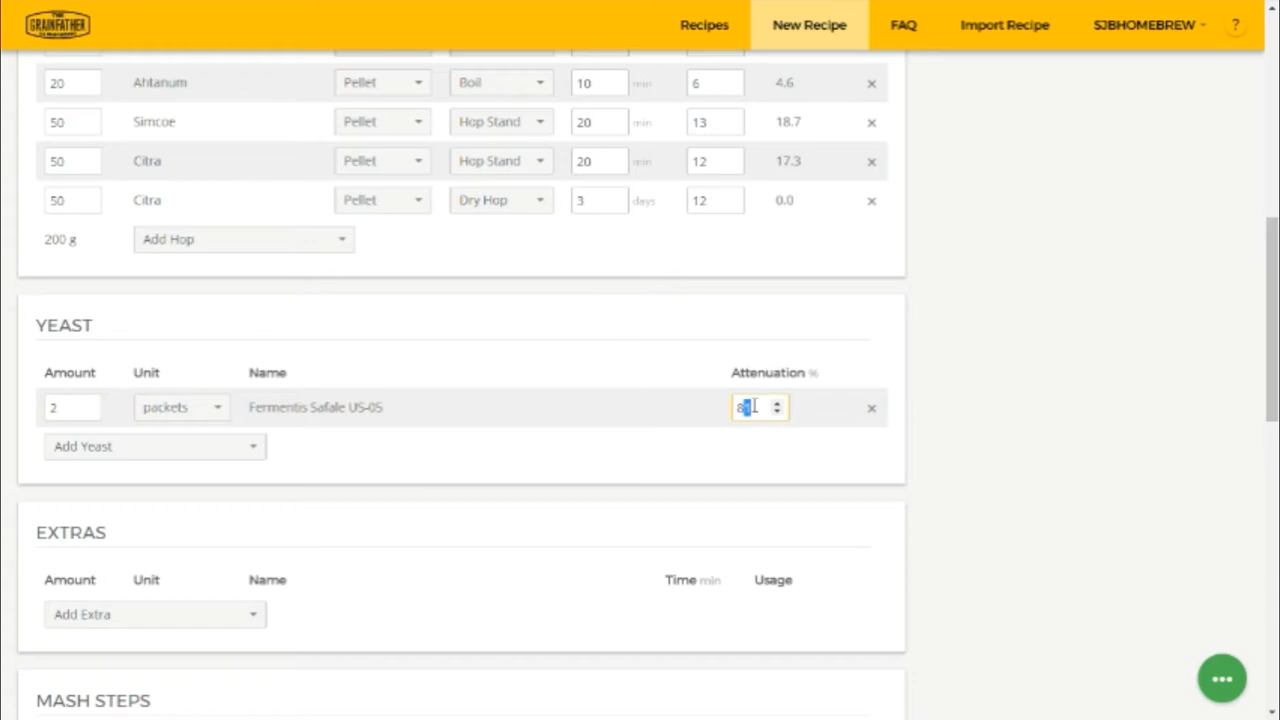 THE
GRAINFATHER
Recipes New Recipe FAQ Import Recipe SJBHOMEBREW ?
20 Ahtanum Pellet Boil 10 min 6 4.6 ×
50 Simcoe Pellet Hop Stand 20 min 13 18.7 ×
50 Citra Pellet Hop Stand 20 min 12 17.3 ×
50 Citra Pellet Dry Hop 3 days 12 0.0 ×
200 g Add Hop
YEAST
Amount Unit Name Attenuation %
2 packets Fermentis Safale US-05 81 ×
Add Yeast
EXTRAS
Amount Unit Name Time min Usage
Add Extra
MASH STEPS